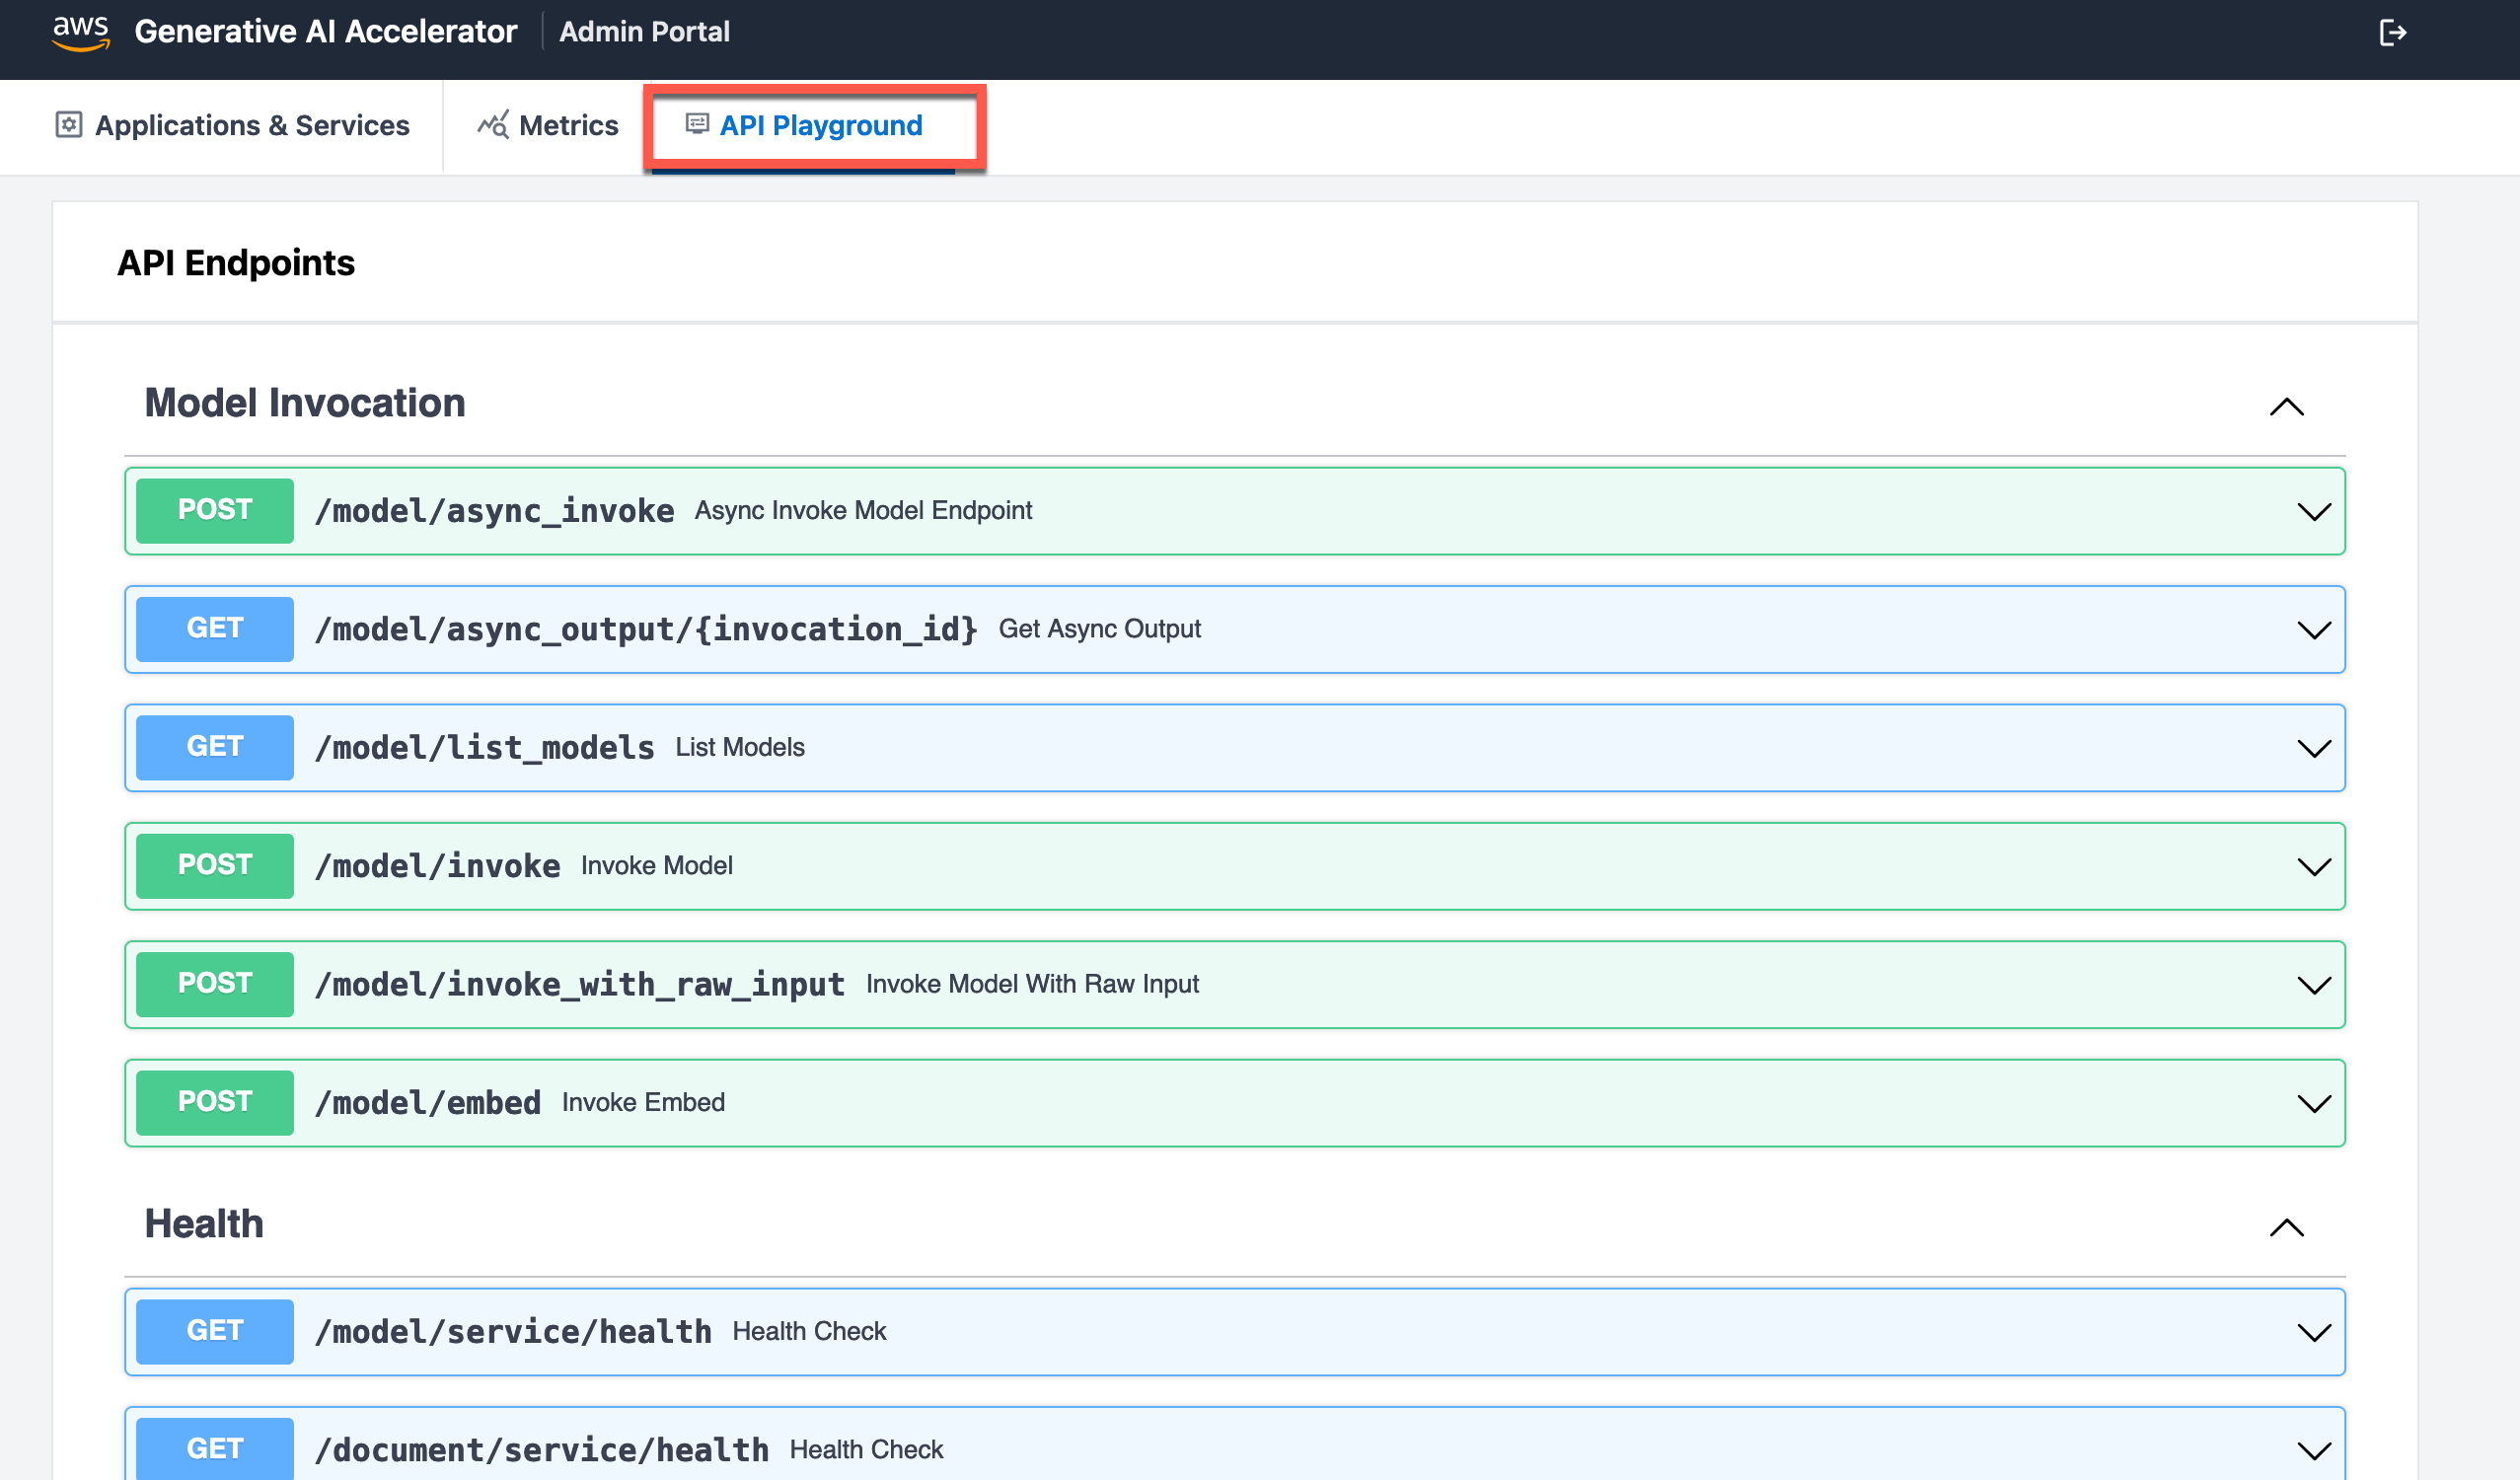 aws Generative AI Accelerator Admin Portal
Applications & Services Metrics API Playground
API Endpoints
Model Invocation
POST /model/async_invoke Async Invoke Model Endpoint
GET /model/async_output/{invocation_id} Get Async Output
GET /model/list_models List Models
POST /model/invoke Invoke Model
POST /model/invoke_with_raw_input Invoke Model With Raw Input
POST /model/embed Invoke Embed
Health
GET /model/service/health Health Check
GET /document/service/health Health Check